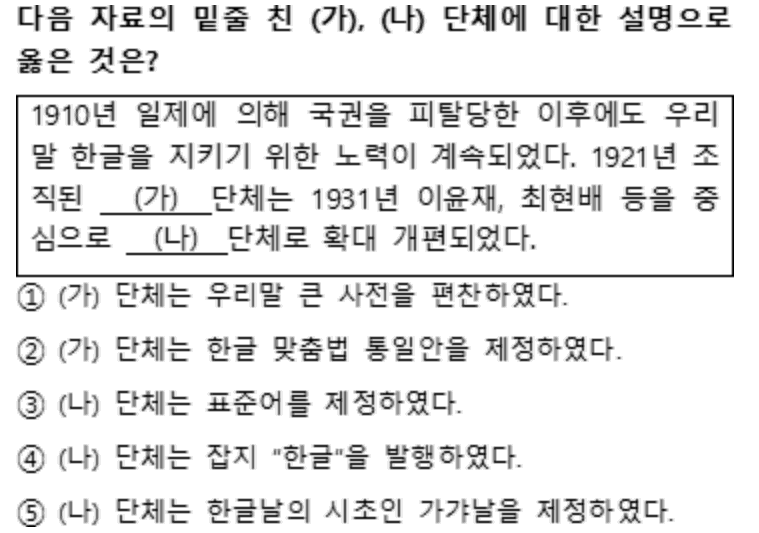 다음 자료의 밑줄 친 (가), (나) 단체에 대한 설명으로
옳은 것은?
1910년 일제에 의해 국권을 피탈당한 이후에도 우리
말 한글을 지키기 위한 노력이 계속되었다. 1921년 조
직된 (가) 단체는 1931년 이윤재, 최현배 등을 중
심으로 (나) 단체로 확대 개편되었다.
① (가) 단체는 우리말 큰 사전을 편찬하였다.
② (가) 단체는 한글 맞춤법 통일안을 제정하였다.
③ (나) 단체는 표준어를 제정하였다.
④ (나) 단체는 잡지 "한글"을 발행하였다.
⑤ (나) 단체는 한글날의 시초인 가갸날을 제정하였다.